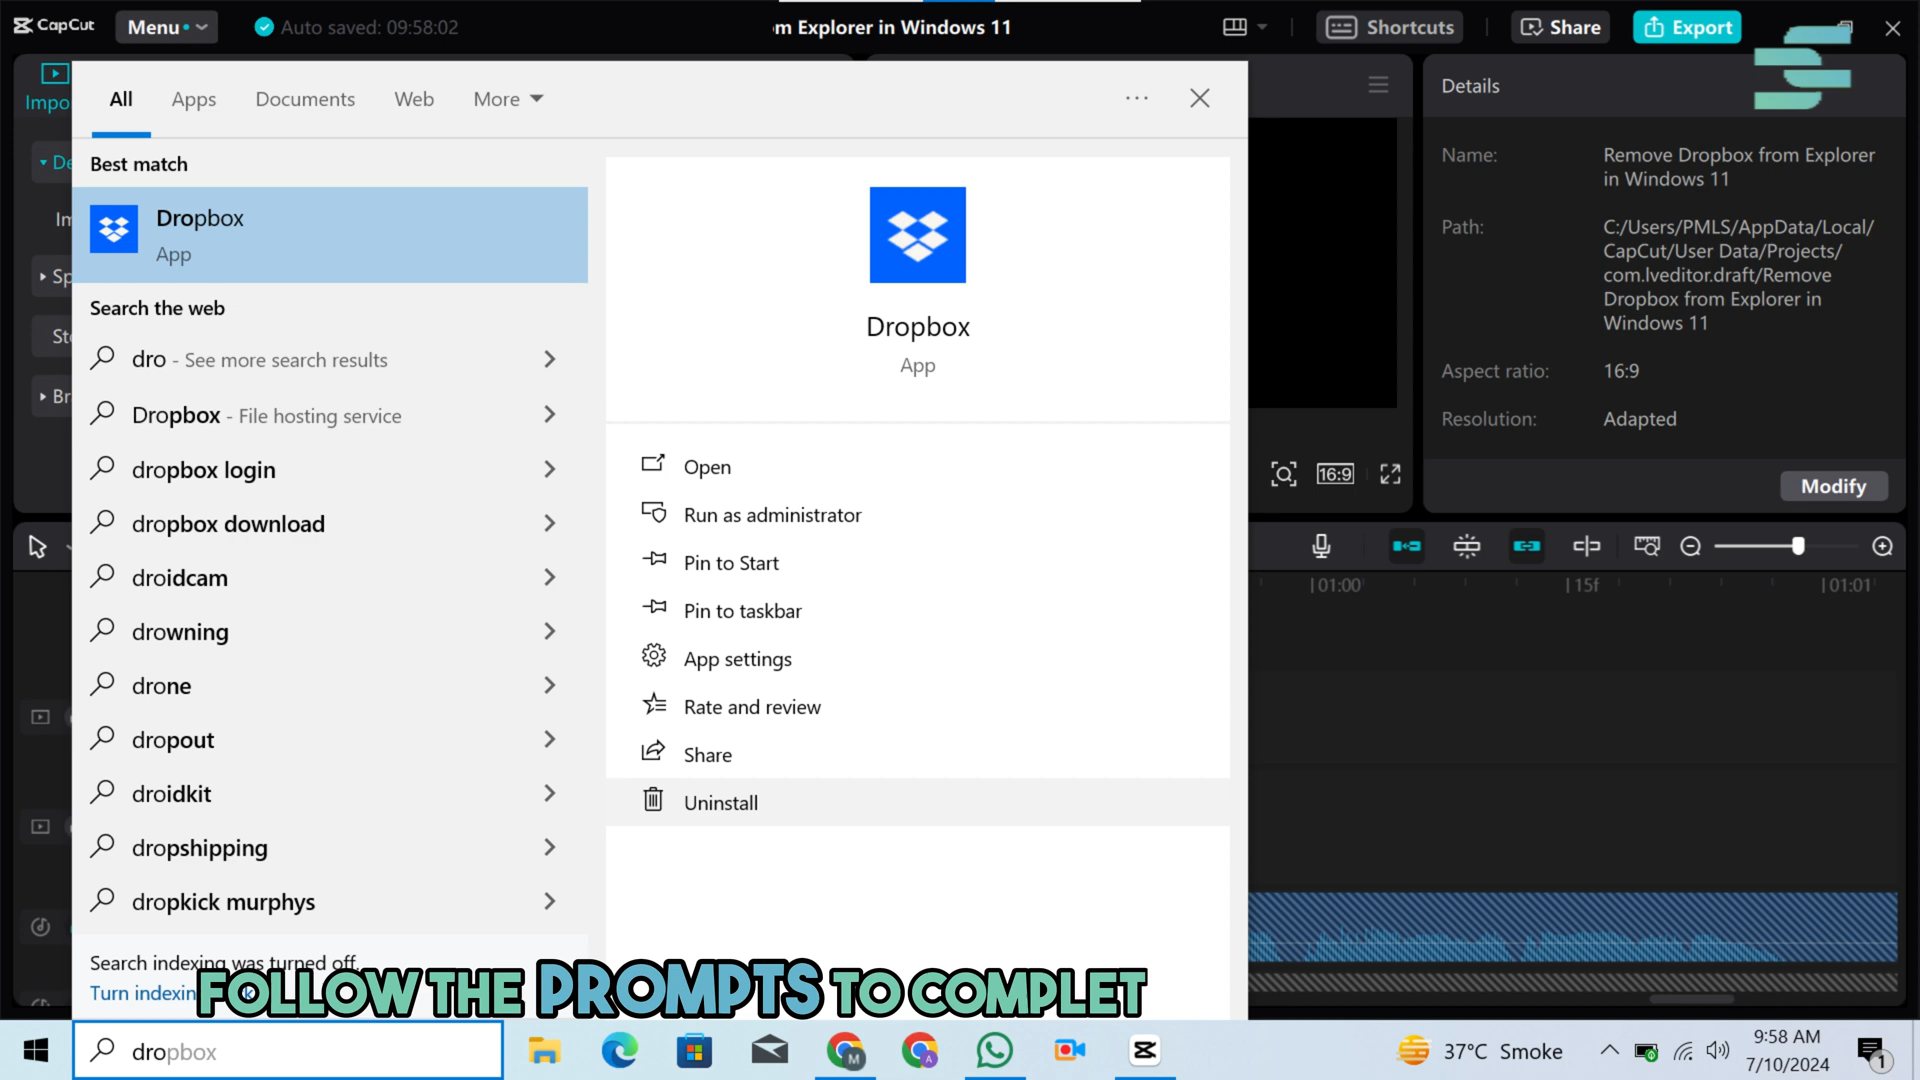 CapCut
Menu
Auto saved: 09:58:02
m Explorer in Windows 11
Shortcuts
Share
Export
Impo
All
Apps
Documents
Web
More
Details
De
Im
Sp
Sto
Br
Best match
Dropbox
App
Search the web
dro - See more search results
Dropbox - File hosting service
dropbox login
dropbox download
droidcam
drowning
drone
dropout
droidkit
dropshipping
dropkick murphys
Search indexing was turned off.
Turn indexin
Dropbox
App
Open
Run as administrator
Pin to Start
Pin to taskbar
App settings
Rate and review
Share
Uninstall
Name:
Remove Dropbox from Explorer
in Windows 11
Path:
C:/Users/PMLS/AppData/Local/
CapCut/User Data/Projects/
com.lveditor.draft/Remove
Dropbox from Explorer in
Windows 11
Aspect ratio:
16:9
Resolution:
Adapted
16:9
Modify
01:00
15f
01:01
FOLLOW THE PROMPTS TO COMPLET
dropbox
M
A
37°C Smoke
9:58 AM
7/10/2024
1